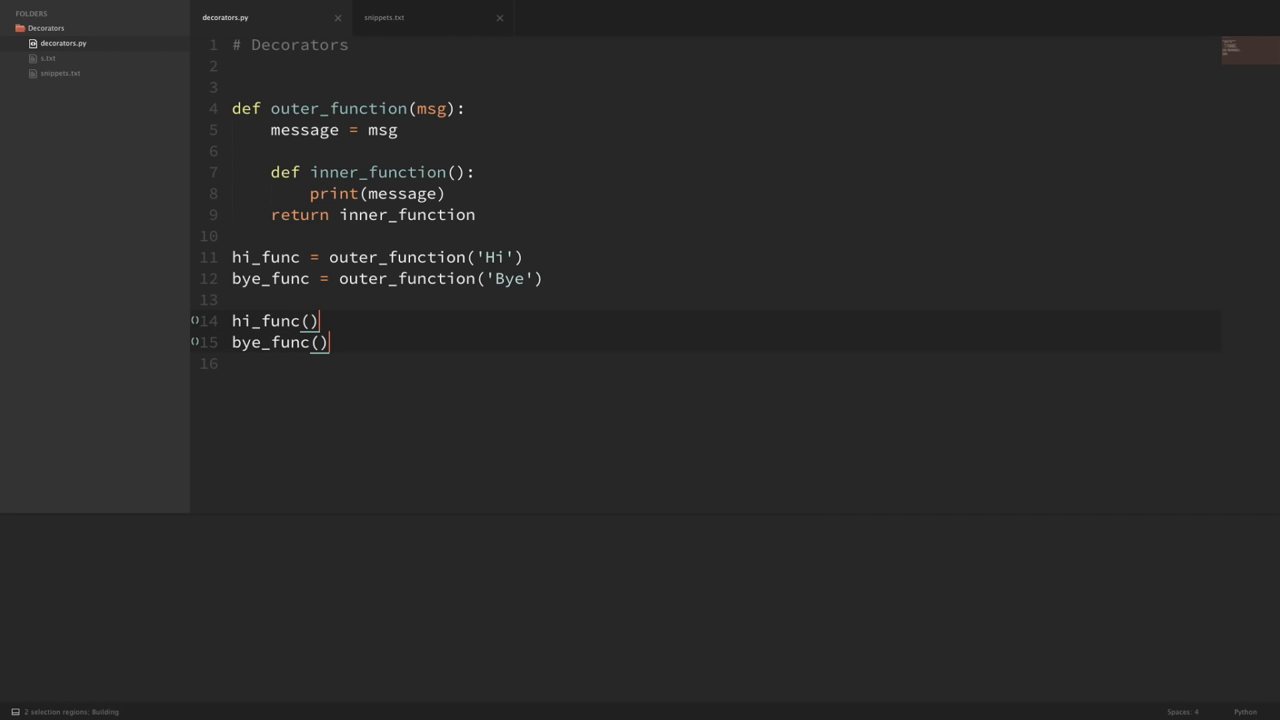 FOLDERS
Decorators
decorators.py
s.txt
snippets.txt
decorators.py
snippets.txt
1 # Decorators
2
3
4 def outer_function(msg):
5     message = msg
6
7     def inner_function():
8         print(message)
9     return inner_function
10
11 hi_func = outer_function('Hi')
12 bye_func = outer_function('Bye')
13
14 hi_func()
15 bye_func()
16
2 selection regions; Building
Spaces: 4
Python